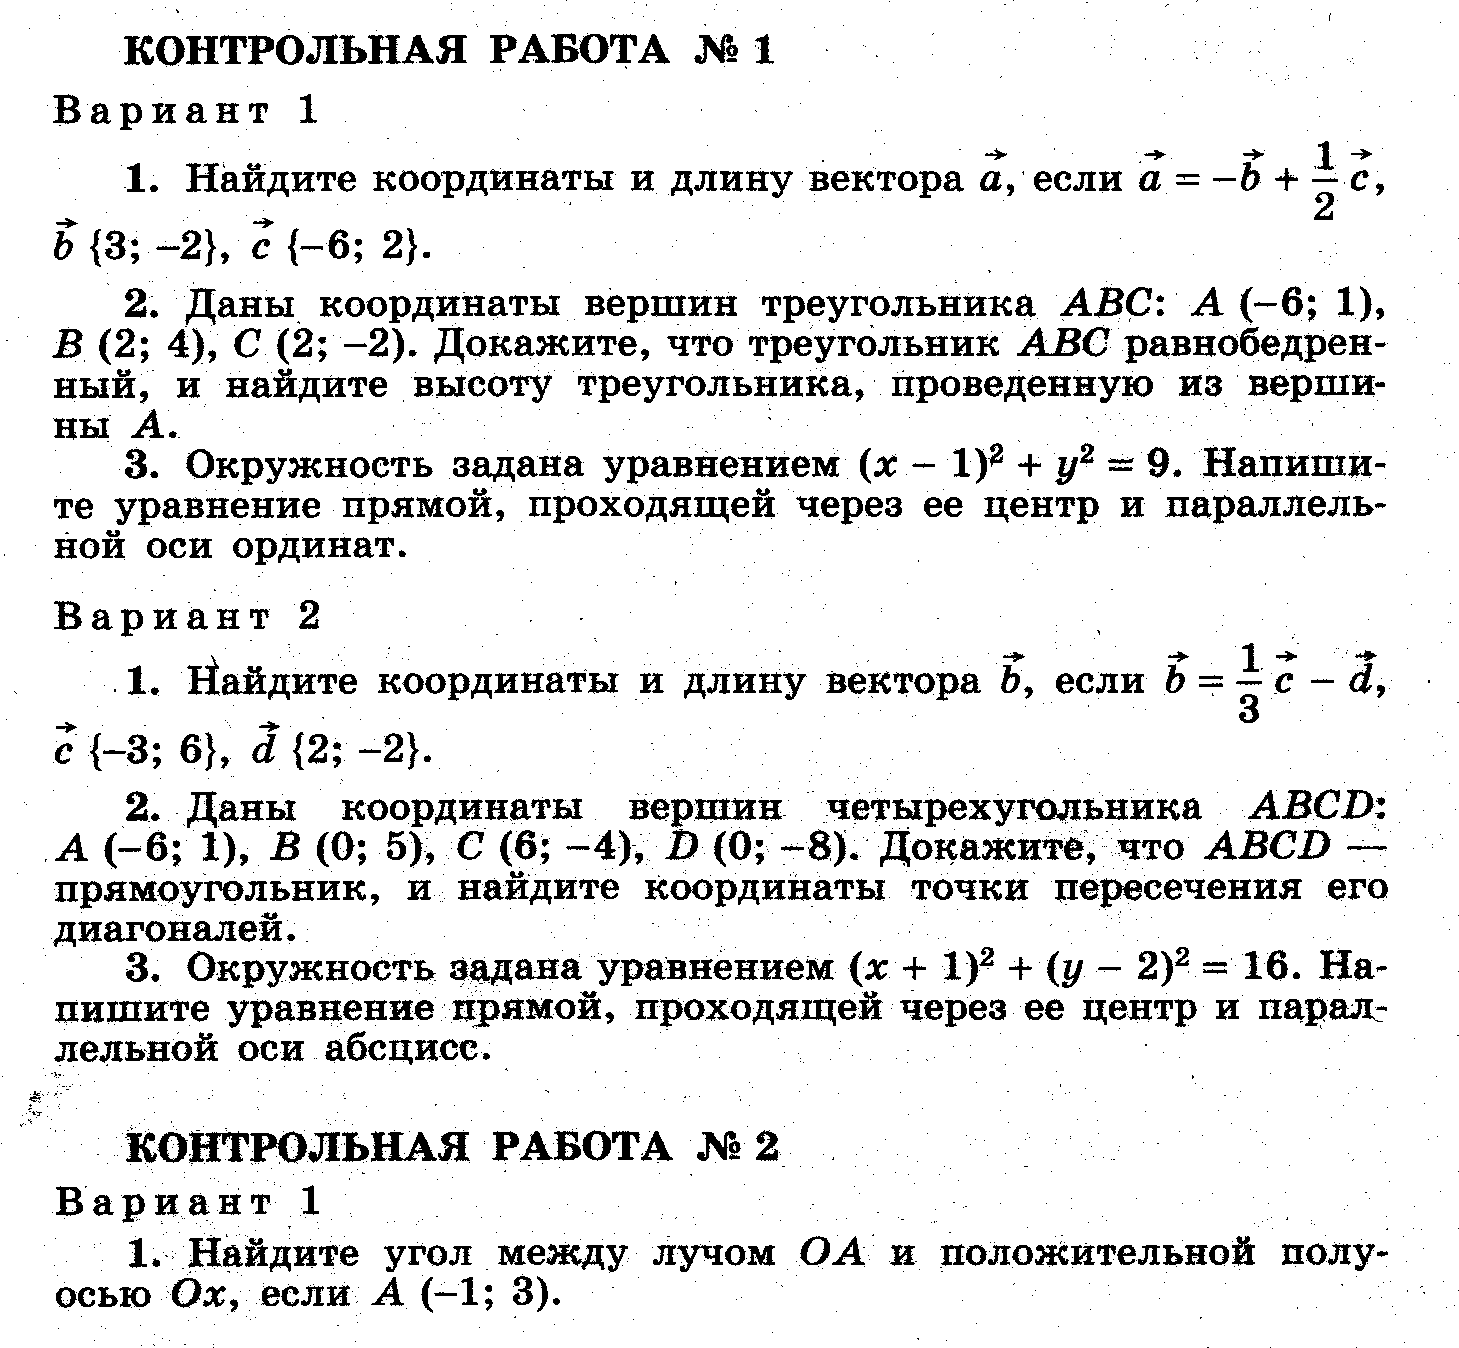 КОНТРОЛЬНАЯ РАБОТА № 1
Вариант 1
1. Найдите координаты и длину вектора a⃗, если a⃗ = −b⃗ + 1/2 c⃗,
b⃗ {3; −2}, c⃗ {−6; 2}.
2. Даны координаты вершин треугольника ABC: A (−6; 1),
B (2; 4), C (2; −2). Докажите, что треугольник ABC равнобедрен-
ный, и найдите высоту треугольника, проведенную из верши-
ны A.
3. Окружность задана уравнением (x − 1)² + y² = 9. Напиши-
те уравнение прямой, проходящей через ее центр и параллель-
ной оси ординат.
Вариант 2
1. Найдите координаты и длину вектора b⃗, если b⃗ = 1/3 c⃗ − d⃗,
c⃗ {−3; 6}, d⃗ {2; −2}.
2. Даны координаты вершин четырехугольника ABCD:
A (−6; 1), B (0; 5), C (6; −4), D (0; −8). Докажите, что ABCD —
прямоугольник, и найдите координаты точки пересечения его
диагоналей.
3. Окружность задана уравнением (x + 1)² + (y − 2)² = 16. На-
пишите уравнение прямой, проходящей через ее центр и парал-
лельной оси абсцисс.
КОНТРОЛЬНАЯ РАБОТА № 2
Вариант 1
1. Найдите угол между лучом OA и положительной полу-
осью Ox, если A (−1; 3).